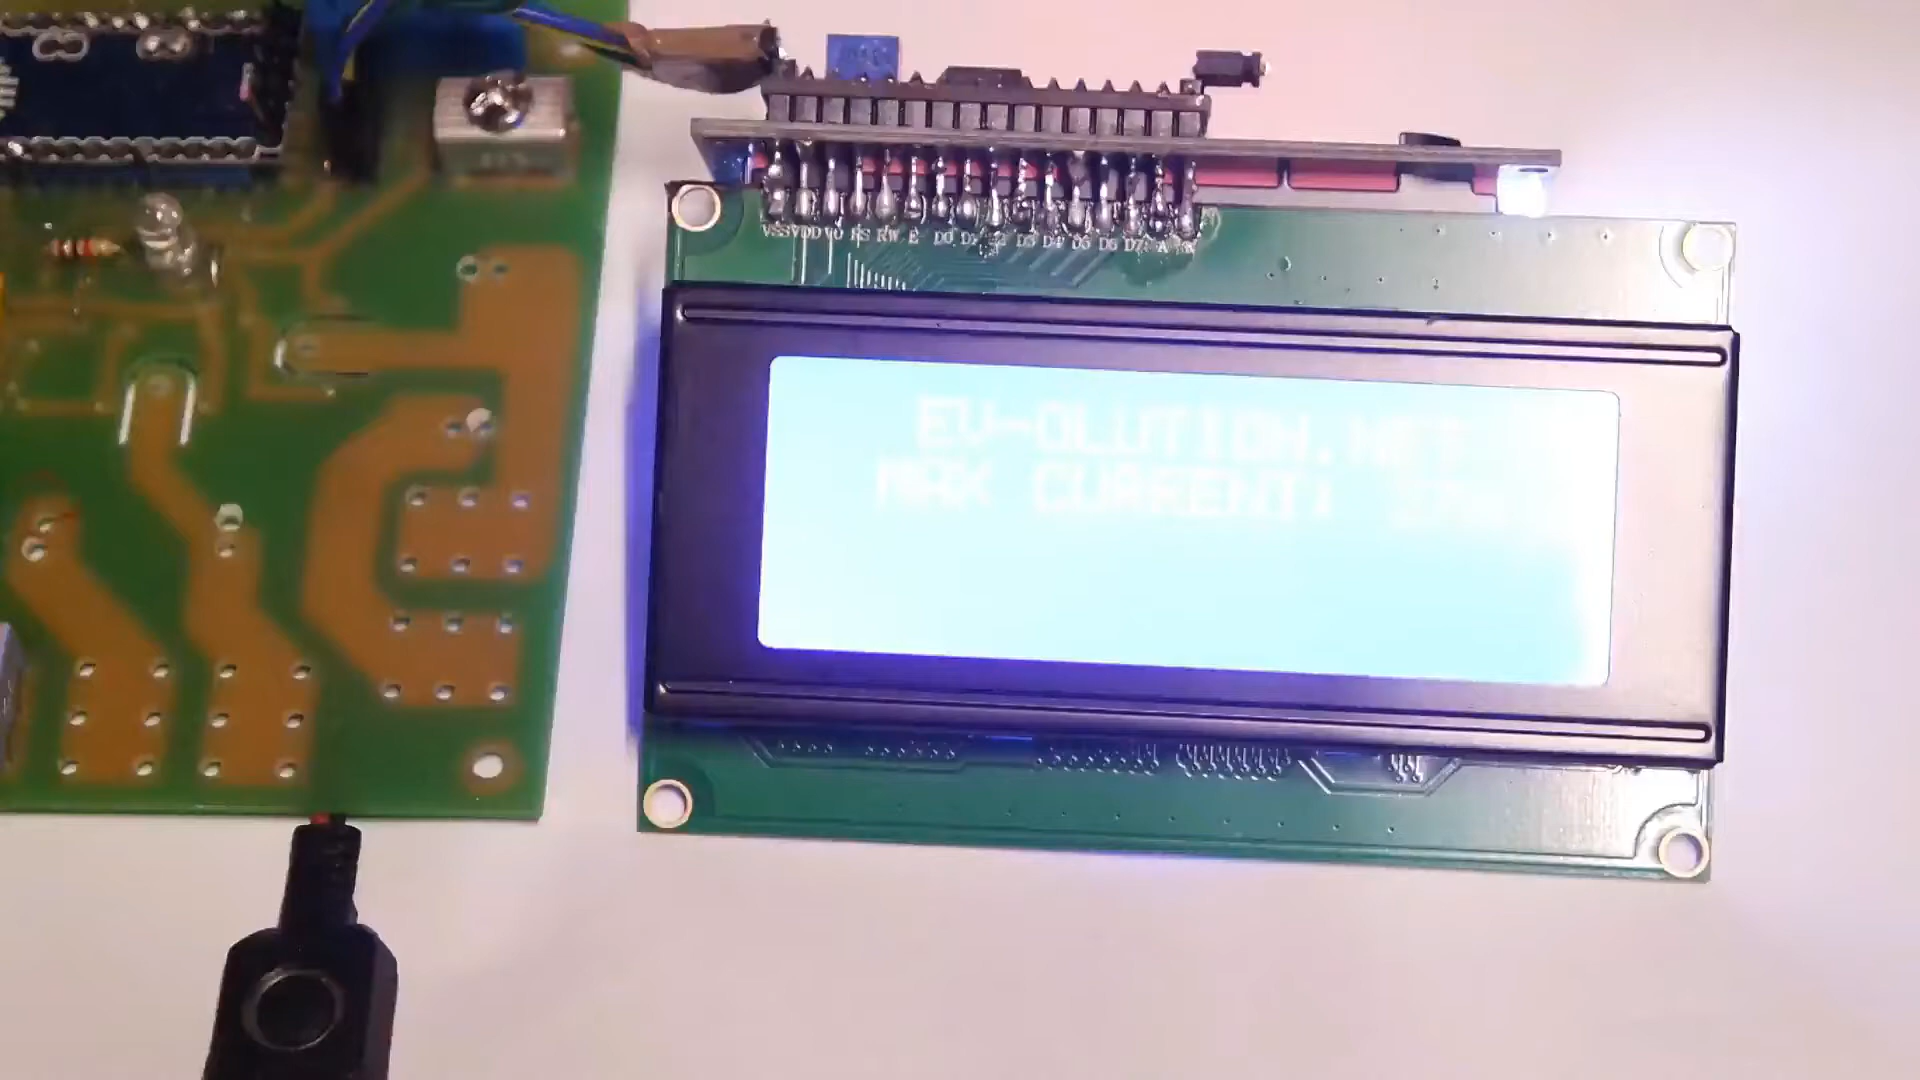 VSS VDD VO RS RW E D0 D1 D2 D3 D4 D5 D6 D7 A K
EV-OLUTION.NET
MAX CURRENT: